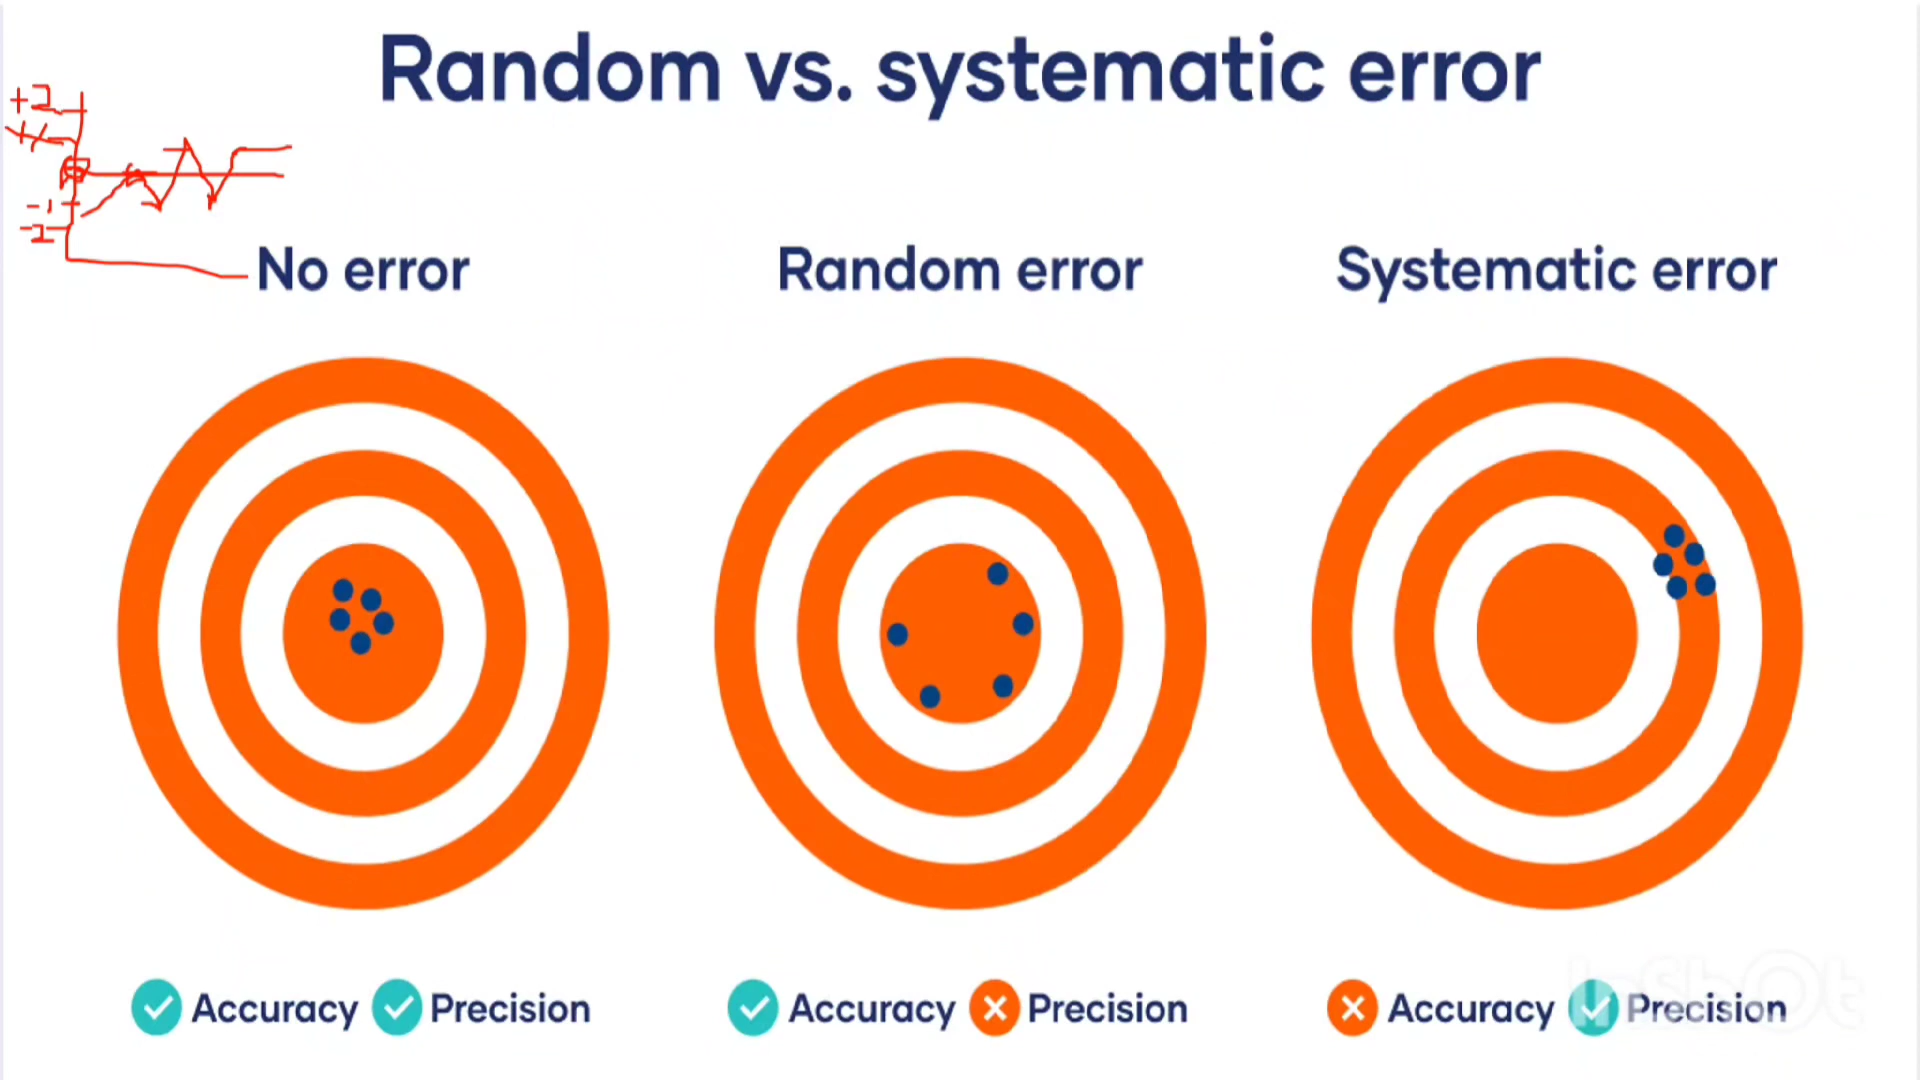 Random vs. systematic error
+2
-1
-2
No error
Random error
Systematic error
Accuracy Precision
Accuracy Precision
Accuracy Precision
InShOt